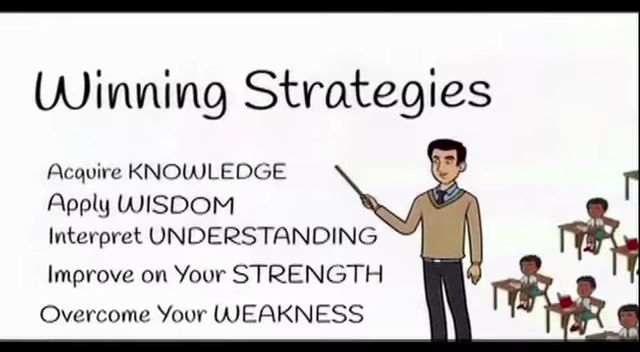 Winning Strategies
Acquire KNOWLEDGE
Apply WISDOM
Interpret UNDERSTANDING
Improve on Your STRENGTH
Overcome Your WEAKNESS